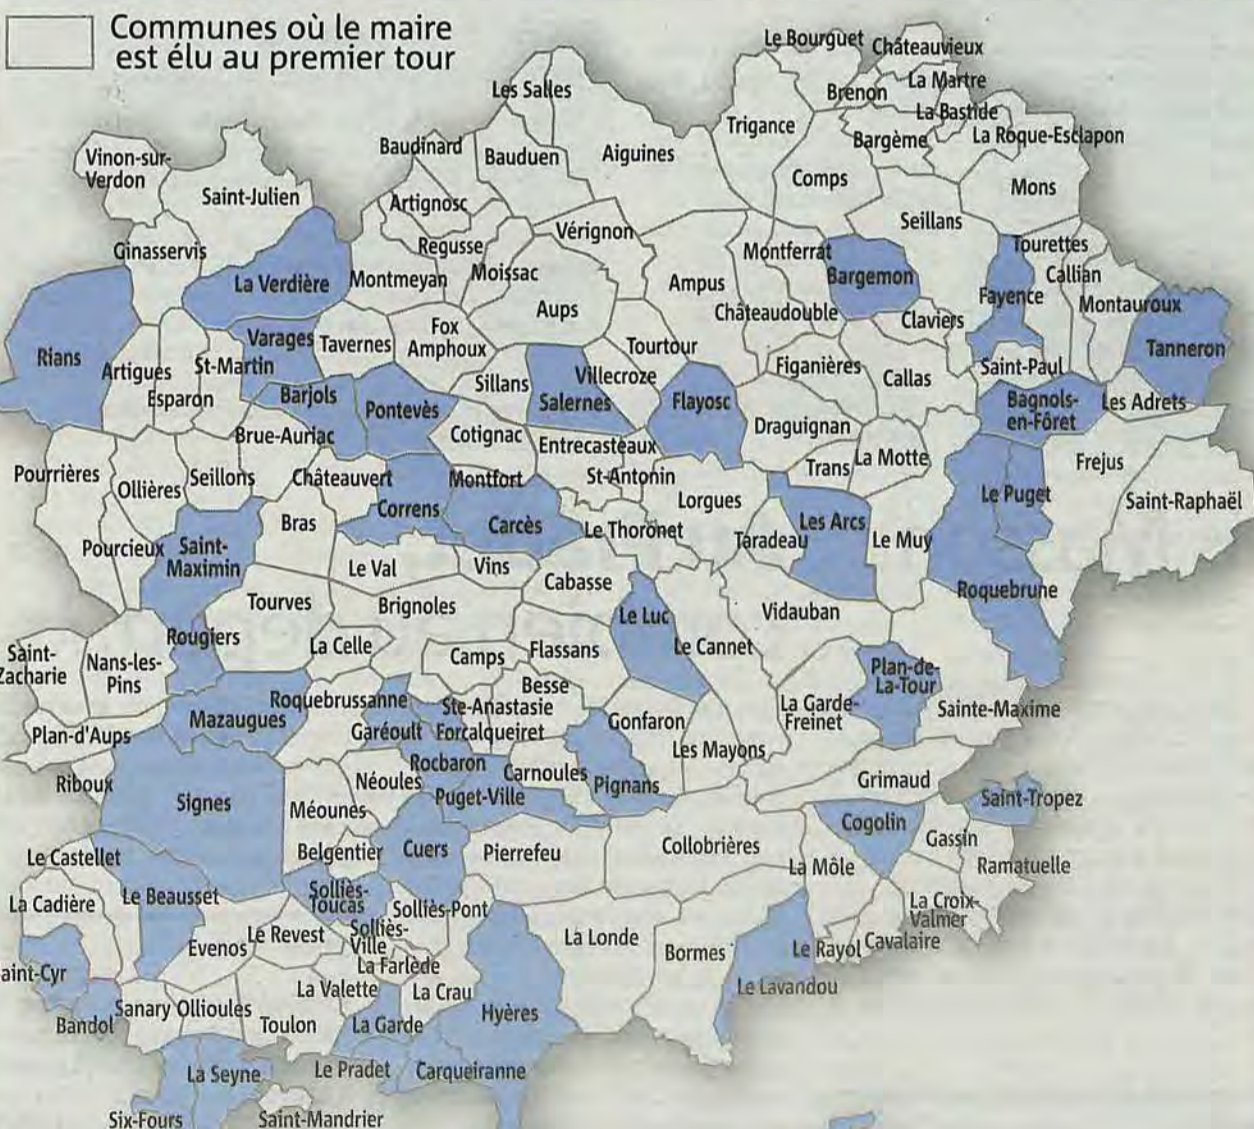 Communes où le maire
est élu au premier tour
Le Bourguet
Châteauvieux
La Martre
Brenon
Les Salles
La Bastide
Trigance
Bargème
La Roque-Esclapon
Baudinard
Bauduen
Aiguines
Vinon-sur-
Verdon
Comps
Mons
Saint-Julien
Artignosc
Seillans
Vérignon
Régusse
Ginasservis
Montferrat
Tourettes
Moissac
Montmeyan
La Verdière
Ampus
Bargemon
Callian
Fayence
Montauroux
Aups
Châteaudouble
Claviers
Fox
Amphoux
Varages
Tavernes
Tourtour
Tanneron
Rians
St-Martin
Artigues
Figanières
Saint-Paul
Callas
Villecroze
Sillans
Esparon
Barjols
Pontevès
Salernes
Flayosc
Bagnols-
en-Fôret
Les Adrets
Draguignan
Brue-Auriac
Cotignac
Entrecasteaux
Trans
La Motte
Frejus
Pourrières
Ollières
Seillons
Châteauvert
Montfort
St-Antonin
Lorgues
Le Puget
Saint-Raphaël
Correns
Bras
Carcès
Le Thoronet
Les Arcs
Taradeau
Le Muy
Pourcieux
Saint-
Maximin
Le Val
Vins
Cabasse
Roquebrune
Tourves
Brignoles
Le Luc
Vidauban
Rougiers
La Celle
Flassans
Le Cannet
Saint-
Zacharie
Nans-les-
Pins
Camps
Plan-de-
La-Tour
Besse
Roquebrussanne
Ste-Anastasie
La Garde-
Freinet
Sainte-Maxime
Mazaugues
Gonfaron
Plan-d'Aups
Garéoult
Forcalqueiret
Les Mayons
Rocbaron
Carnoules
Riboux
Néoules
Pignans
Grimaud
Puget-Ville
Saint-Tropez
Signes
Méounes
Cogolin
Gassin
Belgentier
Cuers
Pierrefeu
Collobrières
Le Castellet
La Môle
Ramatuelle
Le Beausset
Solliès-
Toucas
La Cadière
Solliès-Pont
La Croix-
Valmer
Solliès-
Ville
Le Revest
Evenos
La Londe
Bormes
Le Rayol
Cavalaire
La Farlède
aint-Cyr
La Valette
La Crau
Le Lavandou
Sanary
Ollioules
Bandol
Toulon
La Garde
Hyères
La Seyne
Le Pradet
Carqueiranne
Six-Fours
Saint-Mandrier